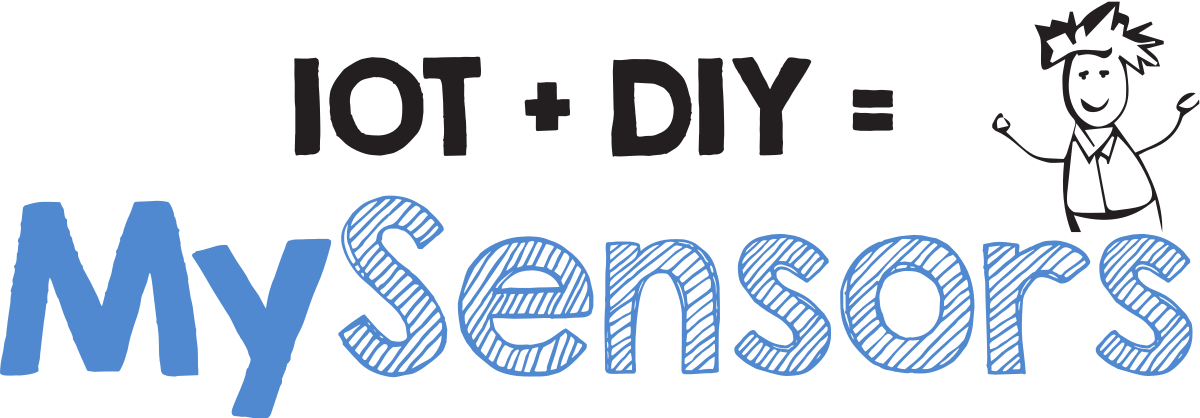 IOT + DIY =
MySensors